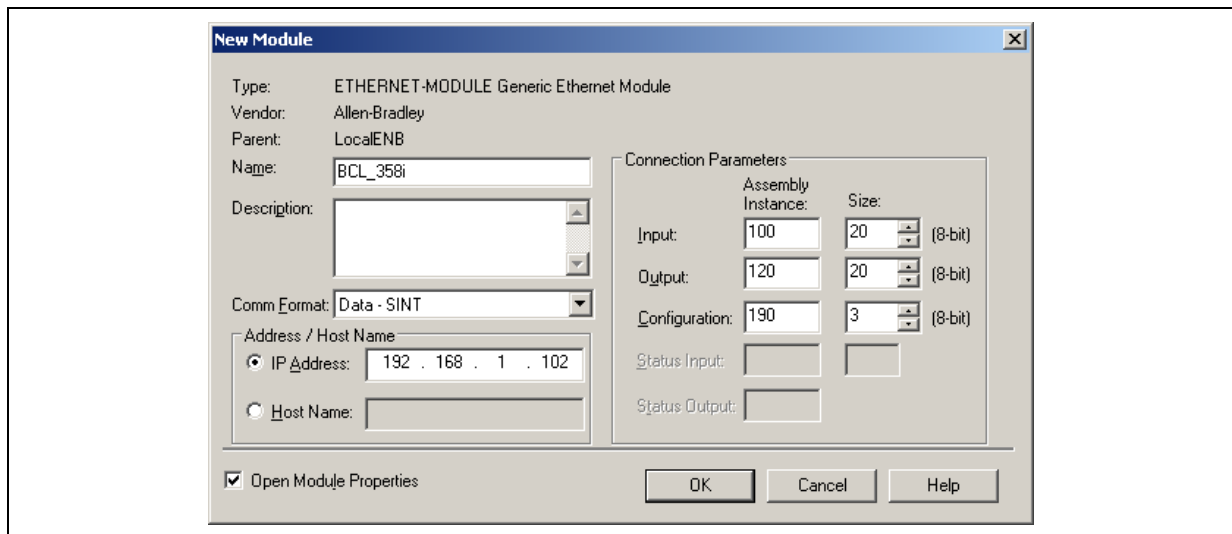 New Module
Type: ETHERNET-MODULE Generic Ethernet Module
Vendor: Allen-Bradley
Parent: LocalENB
Name: BCL_358i
Description:
Comm Format: Data - SINT
Address / Host Name
IP Address: 192 . 168 . 1 . 102
Host Name:
Connection Parameters
Assembly
Instance: Size:
Input: 100 20 (8-bit)
Output: 120 20 (8-bit)
Configuration: 190 3 (8-bit)
Status Input:
Status Output:
Open Module Properties
OK Cancel Help